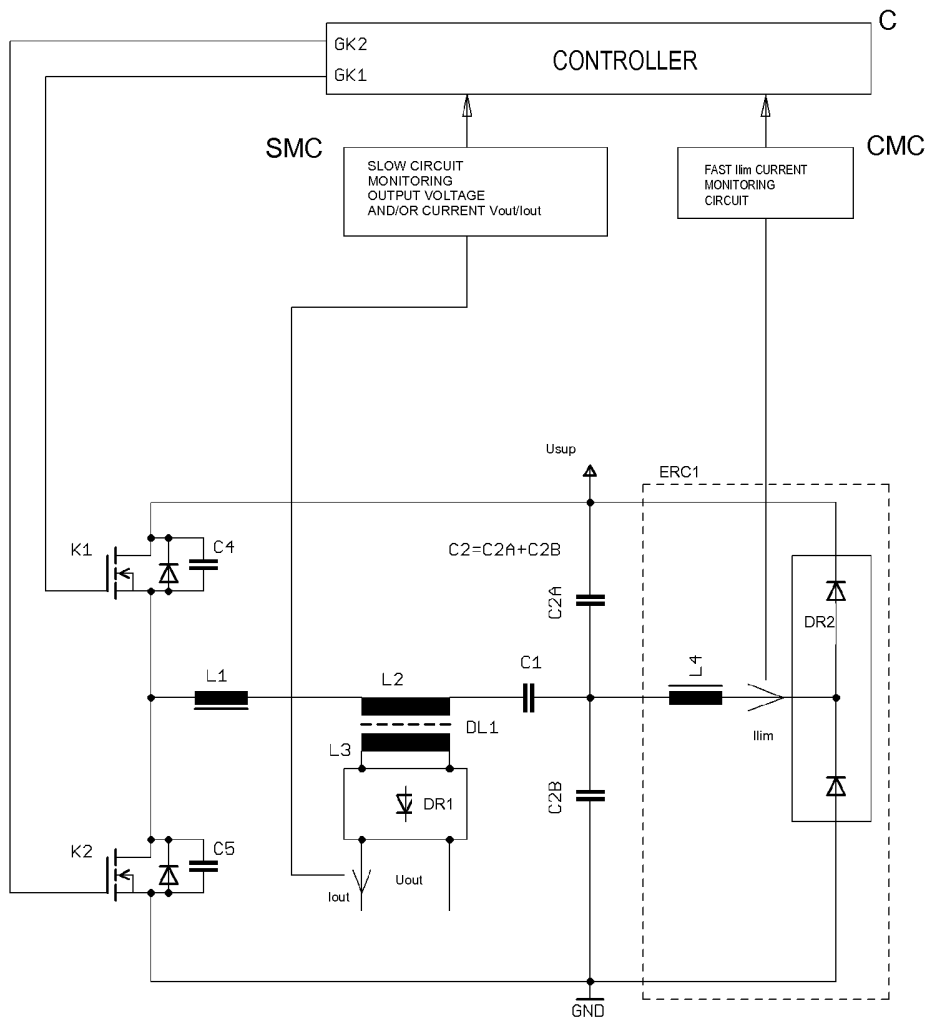 C
GK2
GK1
CONTROLLER
SMC
SLOW CIRCUIT
MONITORING
OUTPUT VOLTAGE
AND/OR CURRENT Vout/Iout
CMC
FAST Ilim CURRENT
MONITORING
CIRCUIT
Usup
ERC1
K1
C4
C2=C2A+C2B
C2A
DR2
L1
L2
C1
L4
DL1
Ilim
L3
DR1
C2B
K2
C5
Uout
Iout
GND